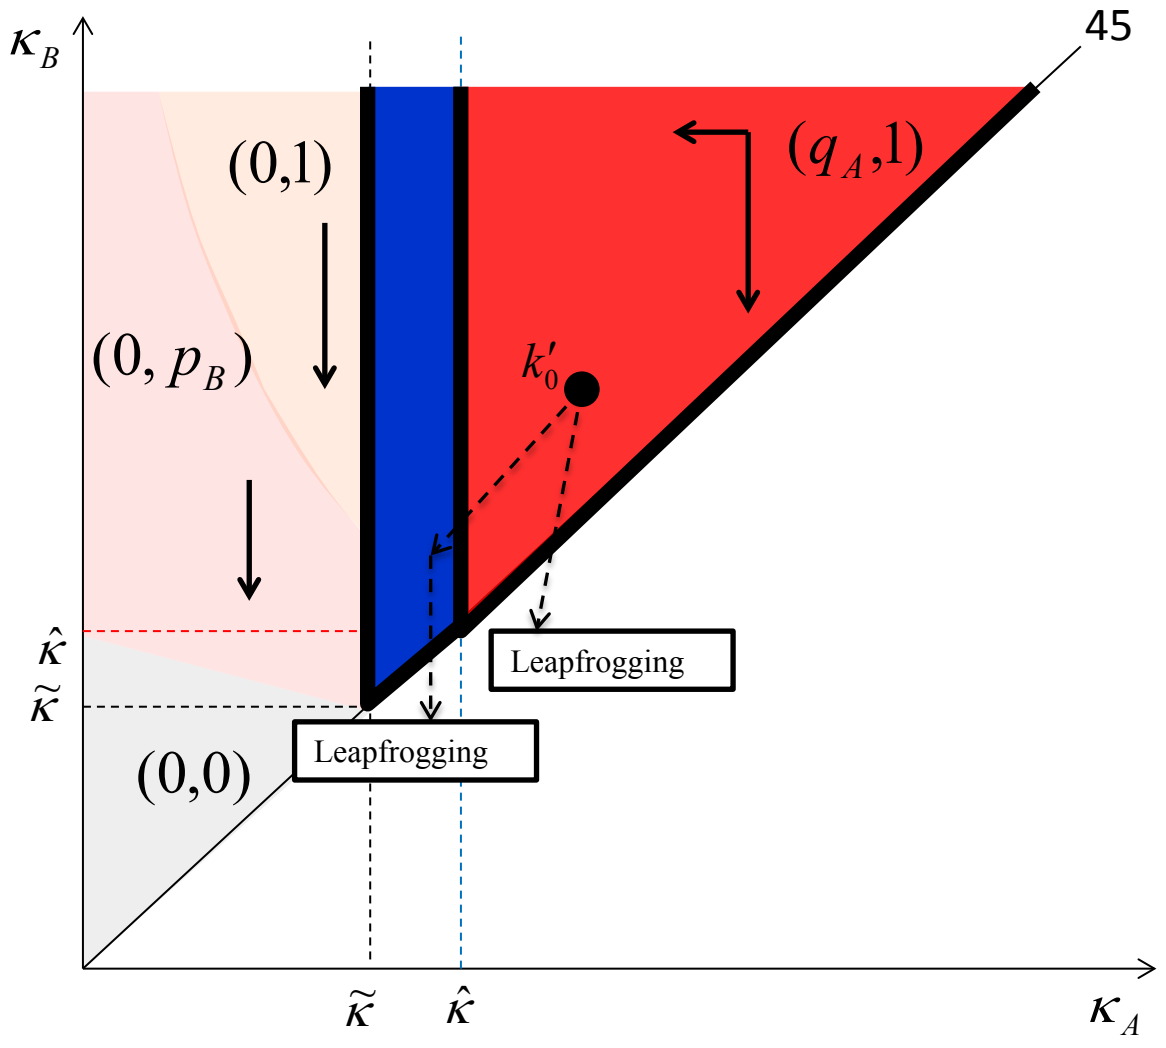 45
κ_B
(0,1)
(q_A,1)
(0, p_B)
k′_0
κ̂
κ̃
Leapfrogging
Leapfrogging
(0,0)
κ̃
κ̂
κ_A